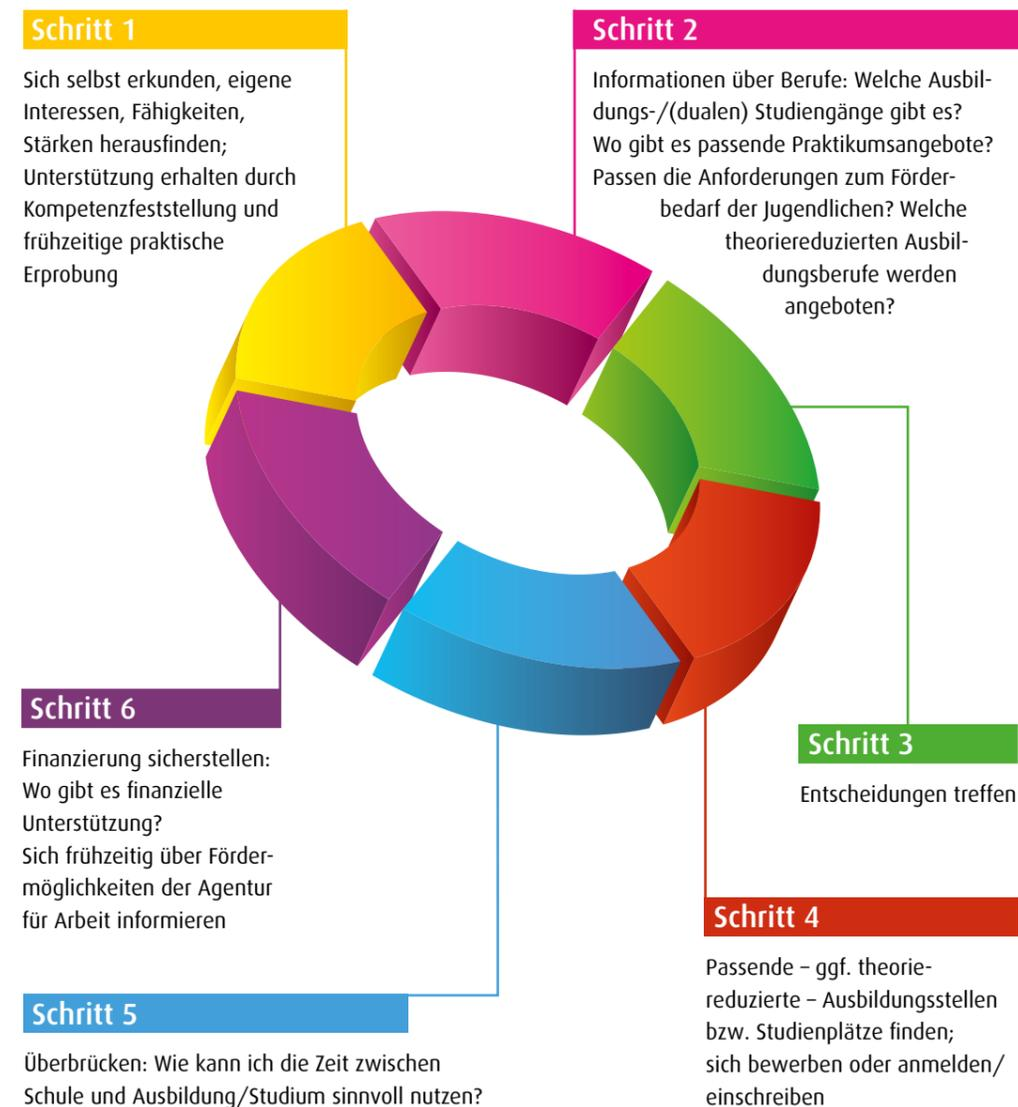 Schritt 1
Sich selbst erkunden, eigene
Interessen, Fähigkeiten,
Stärken herausfinden;
Unterstützung erhalten durch
Kompetenzfeststellung und
frühzeitige praktische
Erprobung
Schritt 2
Informationen über Berufe: Welche Ausbil-
dungs-/(dualen) Studiengänge gibt es?
Wo gibt es passende Praktikumsangebote?
Passen die Anforderungen zum Förder-
bedarf der Jugendlichen? Welche
theoriereduzierten Ausbil-
dungsberufe werden
angeboten?
Schritt 3
Entscheidungen treffen
Schritt 4
Passende – ggf. theorie-
reduzierte – Ausbildungsstellen
bzw. Studienplätze finden;
sich bewerben oder anmelden/
einschreiben
Schritt 5
Überbrücken: Wie kann ich die Zeit zwischen
Schule und Ausbildung/Studium sinnvoll nutzen?
Schritt 6
Finanzierung sicherstellen:
Wo gibt es finanzielle
Unterstützung?
Sich frühzeitig über Förder-
möglichkeiten der Agentur
für Arbeit informieren